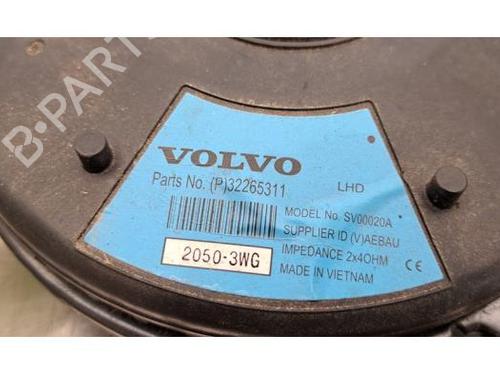 B-PARTS
VOLVO
Parts No. (P)32265311 LHD
MODEL No. SV00020A
SUPPLIER ID (V)AEBAU
IMPEDANCE 2x4OHM
MADE IN VIETNAM CE
2050-3WG